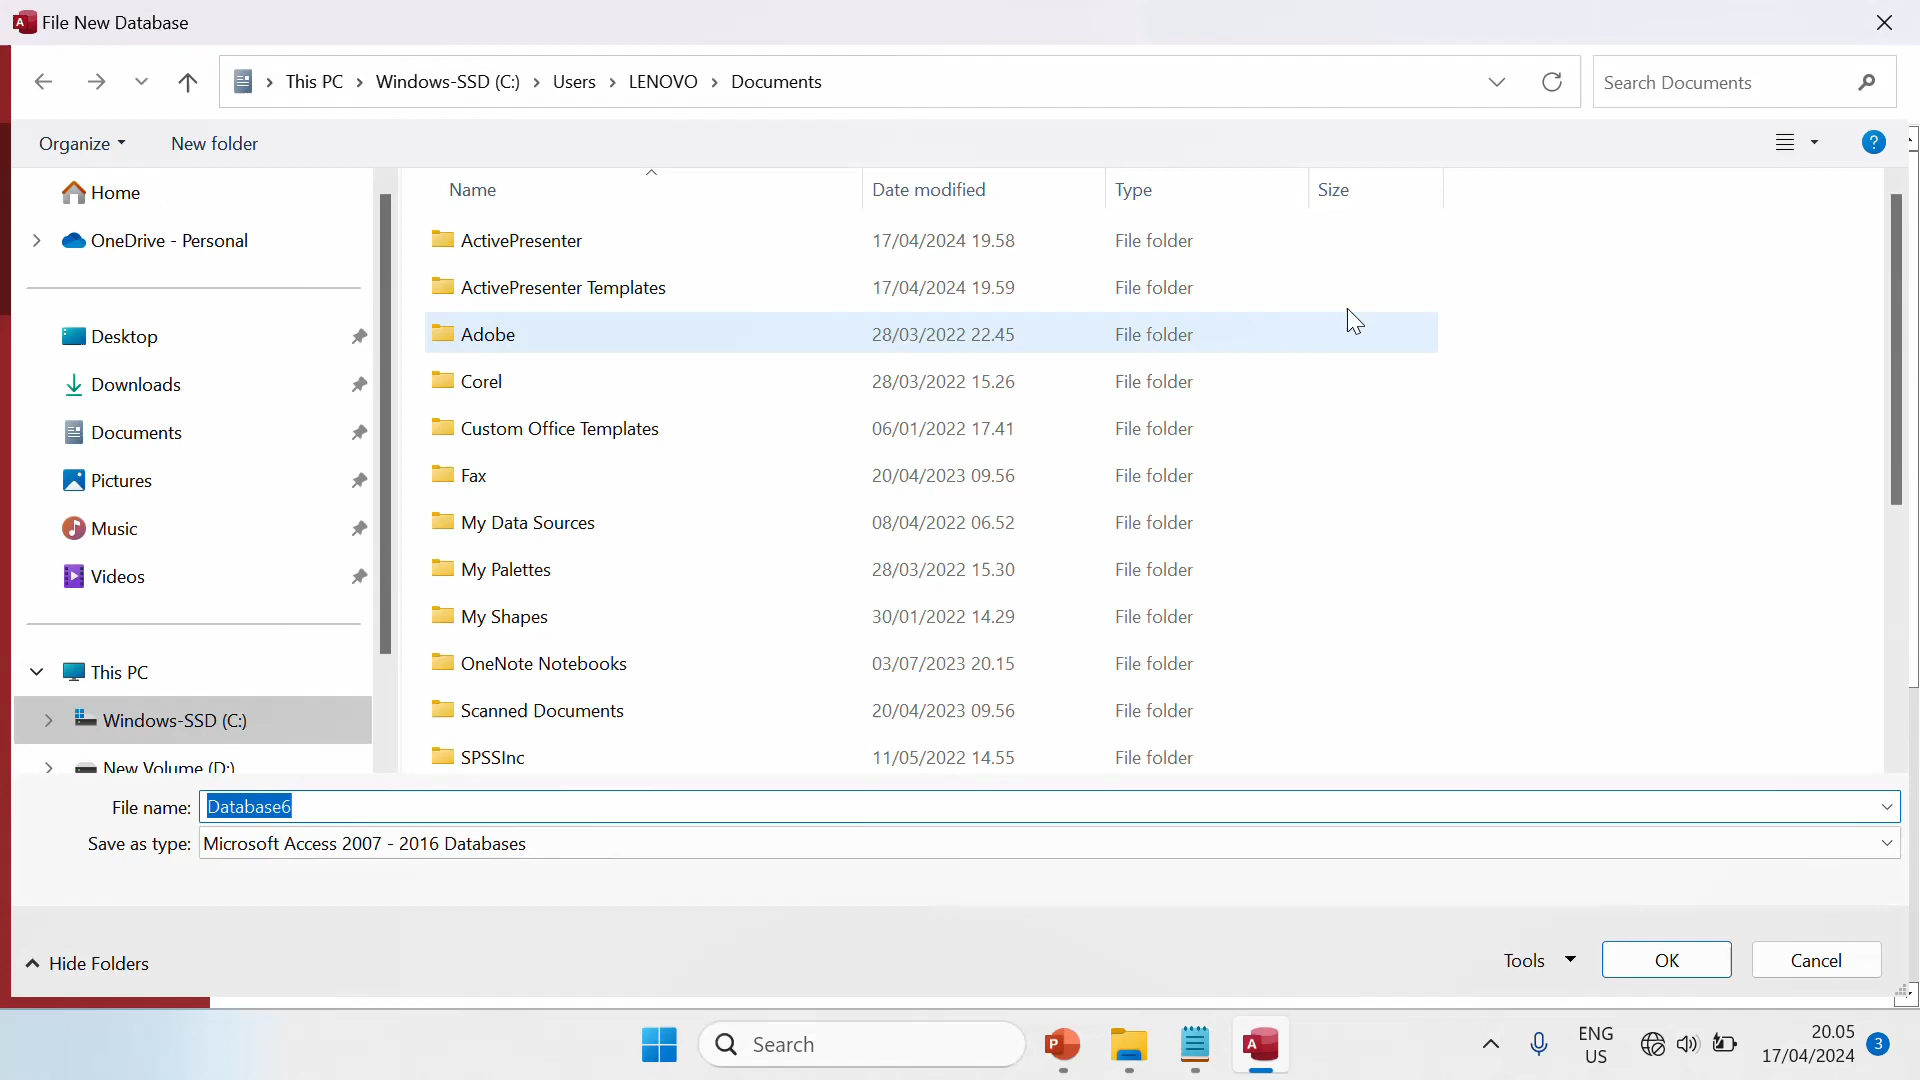 File New Database
This PC > Windows-SSD (C:) > Users > LENOVO > Documents
Search Documents
Organize
New folder
Home
OneDrive - Personal
Desktop
Downloads
Documents
Pictures
Music
Videos
This PC
Windows-SSD (C:)
New Volume (D:)
Name Date modified Type Size
ActivePresenter 17/04/2024 19.58 File folder
ActivePresenter Templates 17/04/2024 19.59 File folder
Adobe 28/03/2022 22.45 File folder
Corel 28/03/2022 15.26 File folder
Custom Office Templates 06/01/2022 17.41 File folder
Fax 20/04/2023 09.56 File folder
My Data Sources 08/04/2022 06.52 File folder
My Palettes 28/03/2022 15.30 File folder
My Shapes 30/01/2022 14.29 File folder
OneNote Notebooks 03/07/2023 20.15 File folder
Scanned Documents 20/04/2023 09.56 File folder
SPSSInc 11/05/2022 14.55 File folder
File name: Database6
Save as type: Microsoft Access 2007 - 2016 Databases
Hide Folders
Tools
OK
Cancel
Search
ENG
US
20.05
17/04/2024
3